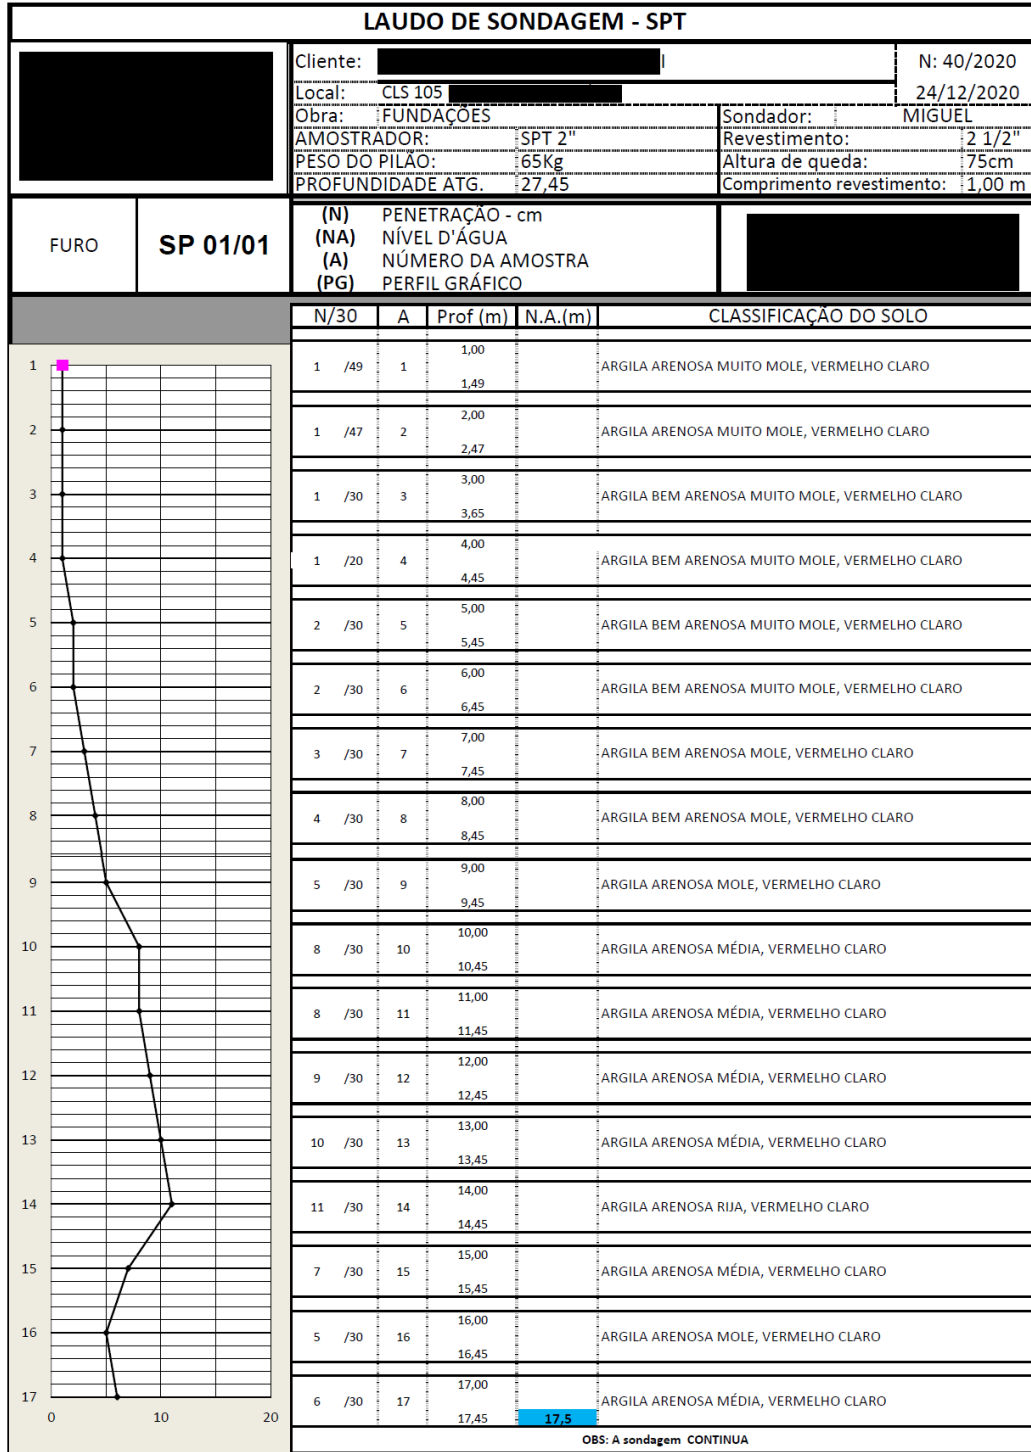 LAUDO DE SONDAGEM - SPT
Cliente: N: 40/2020
Local: CLS 105 24/12/2020
Obra: FUNDAÇÕES Sondador: MIGUEL
AMOSTRADOR: SPT 2" Revestimento: 2 1/2"
PESO DO PILÃO: 65Kg Altura de queda: 75cm
PROFUNDIDADE ATG. 27,45 Comprimento revestimento: 1,00 m
FURO SP 01/01
(N) PENETRAÇÃO - cm
(NA) NÍVEL D'ÁGUA
(A) NÚMERO DA AMOSTRA
(PG) PERFIL GRÁFICO
N/30 A Prof (m) N.A.(m) CLASSIFICAÇÃO DO SOLO
1,00
1 1 /49 1 ARGILA ARENOSA MUITO MOLE, VERMELHO CLARO
1,49
2,00
2 1 /47 2 ARGILA ARENOSA MUITO MOLE, VERMELHO CLARO
2,47
3,00
3 1 /30 3 ARGILA BEM ARENOSA MUITO MOLE, VERMELHO CLARO
3,65
4,00
4 1 /20 4 ARGILA BEM ARENOSA MUITO MOLE, VERMELHO CLARO
4,45
5,00
5 2 /30 5 ARGILA BEM ARENOSA MUITO MOLE, VERMELHO CLARO
5,45
6,00
6 2 /30 6 ARGILA BEM ARENOSA MUITO MOLE, VERMELHO CLARO
6,45
7,00
7 3 /30 7 ARGILA BEM ARENOSA MOLE, VERMELHO CLARO
7,45
8,00
8 4 /30 8 ARGILA BEM ARENOSA MOLE, VERMELHO CLARO
8,45
9,00
9 5 /30 9 ARGILA ARENOSA MOLE, VERMELHO CLARO
9,45
10,00
10 8 /30 10 ARGILA ARENOSA MÉDIA, VERMELHO CLARO
10,45
11,00
11 8 /30 11 ARGILA ARENOSA MÉDIA, VERMELHO CLARO
11,45
12,00
12 9 /30 12 ARGILA ARENOSA MÉDIA, VERMELHO CLARO
12,45
13,00
13 10 /30 13 ARGILA ARENOSA MÉDIA, VERMELHO CLARO
13,45
14,00
14 11 /30 14 ARGILA ARENOSA RIJA, VERMELHO CLARO
14,45
15,00
15 7 /30 15 ARGILA ARENOSA MÉDIA, VERMELHO CLARO
15,45
16,00
16 5 /30 16 ARGILA ARENOSA MOLE, VERMELHO CLARO
16,45
17,00
17 6 /30 17 ARGILA ARENOSA MÉDIA, VERMELHO CLARO
17,45 17,5
0 10 20
OBS: A sondagem CONTINUA